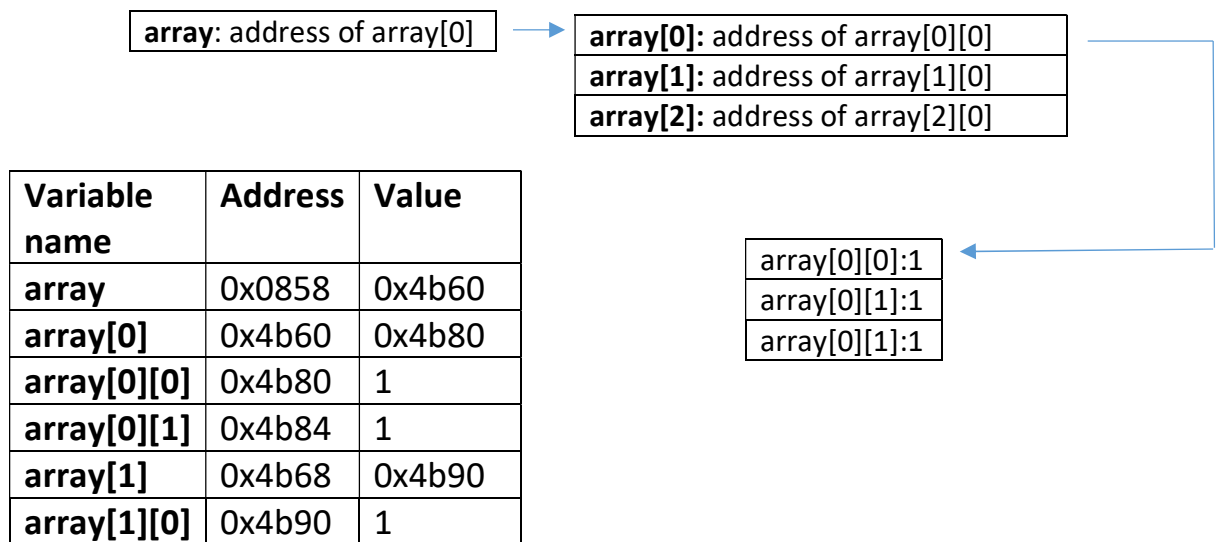 array: address of array[0]
array[0]: address of array[0][0]
array[1]: address of array[1][0]
array[2]: address of array[2][0]
Variable name Address Value
array 0x0858 0x4b60
array[0] 0x4b60 0x4b80
array[0][0] 0x4b80 1
array[0][1] 0x4b84 1
array[1] 0x4b68 0x4b90
array[1][0] 0x4b90 1
array[0][0]:1
array[0][1]:1
array[0][1]:1